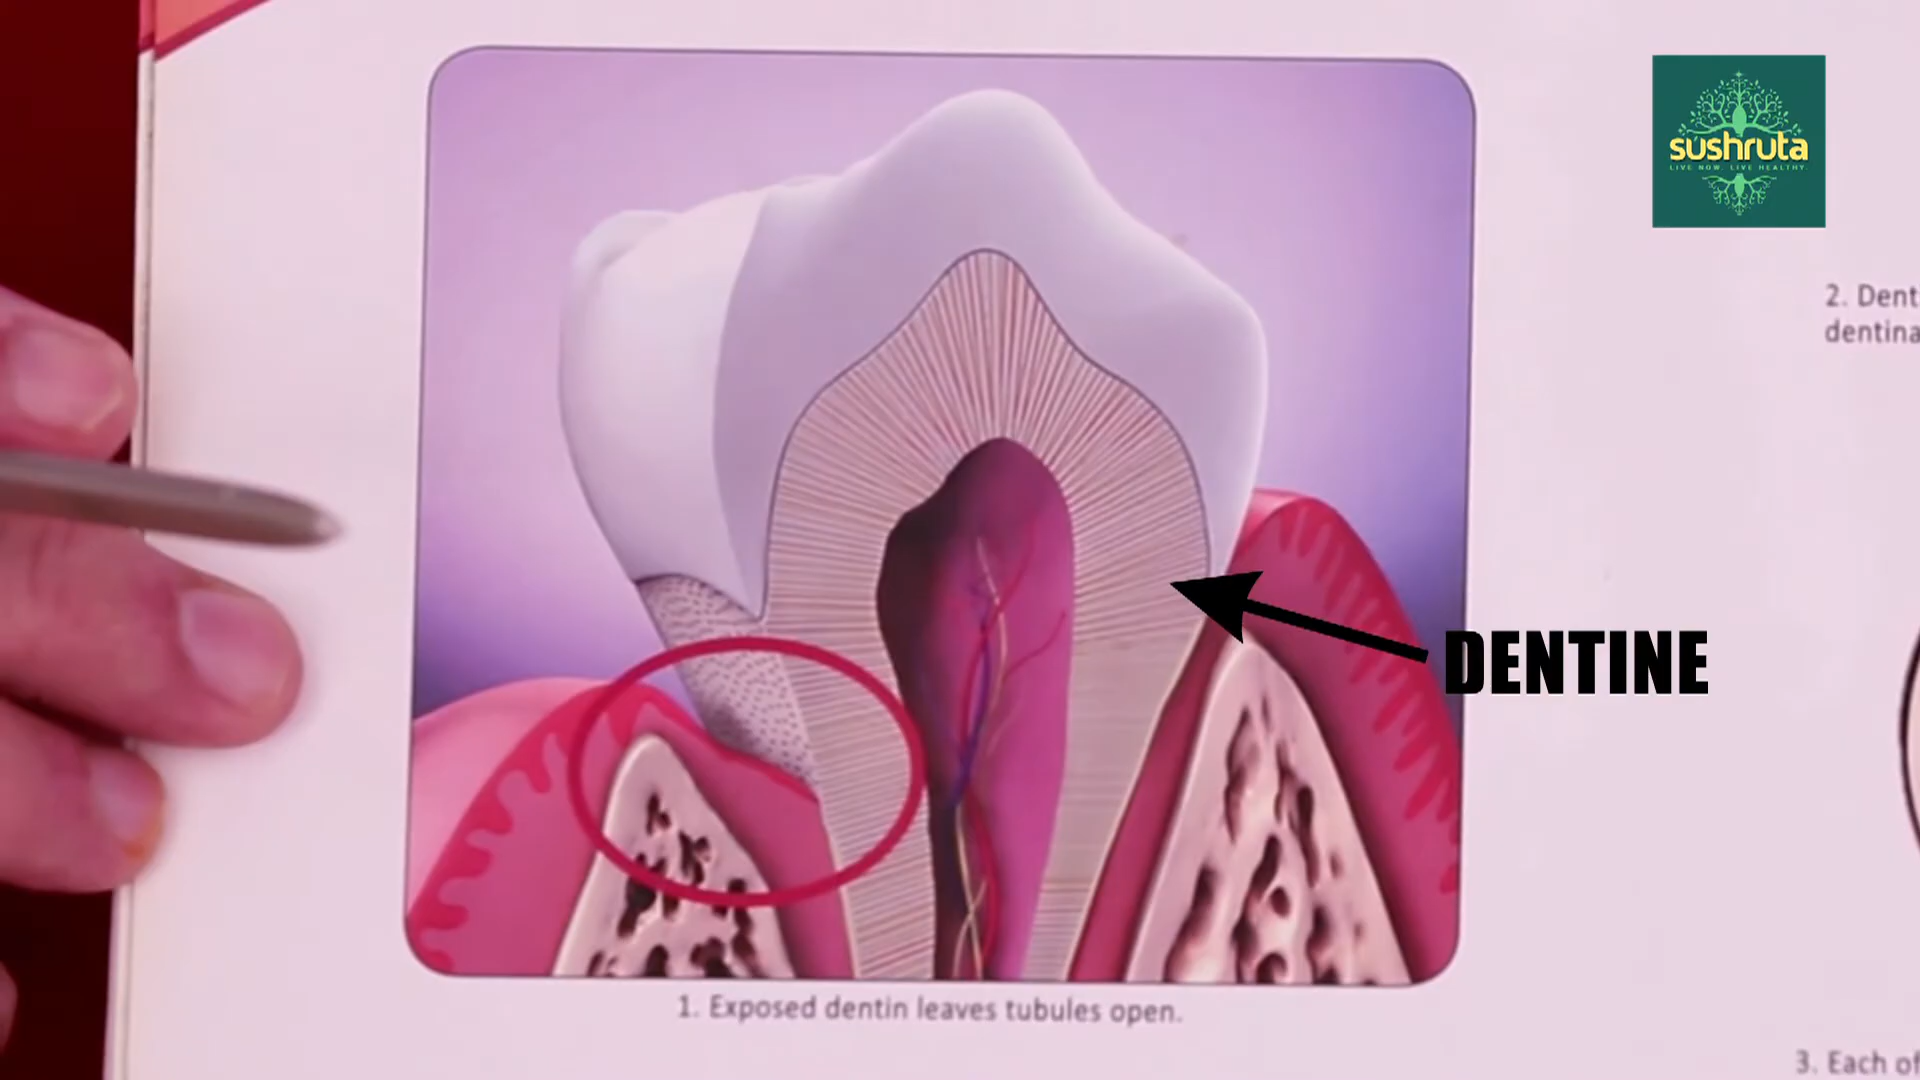 sushruta
LIVE NOW. LIVE HEALTHY
2. Dent
dentina
DENTINE
1. Exposed dentin leaves tubules open.
3. Each of